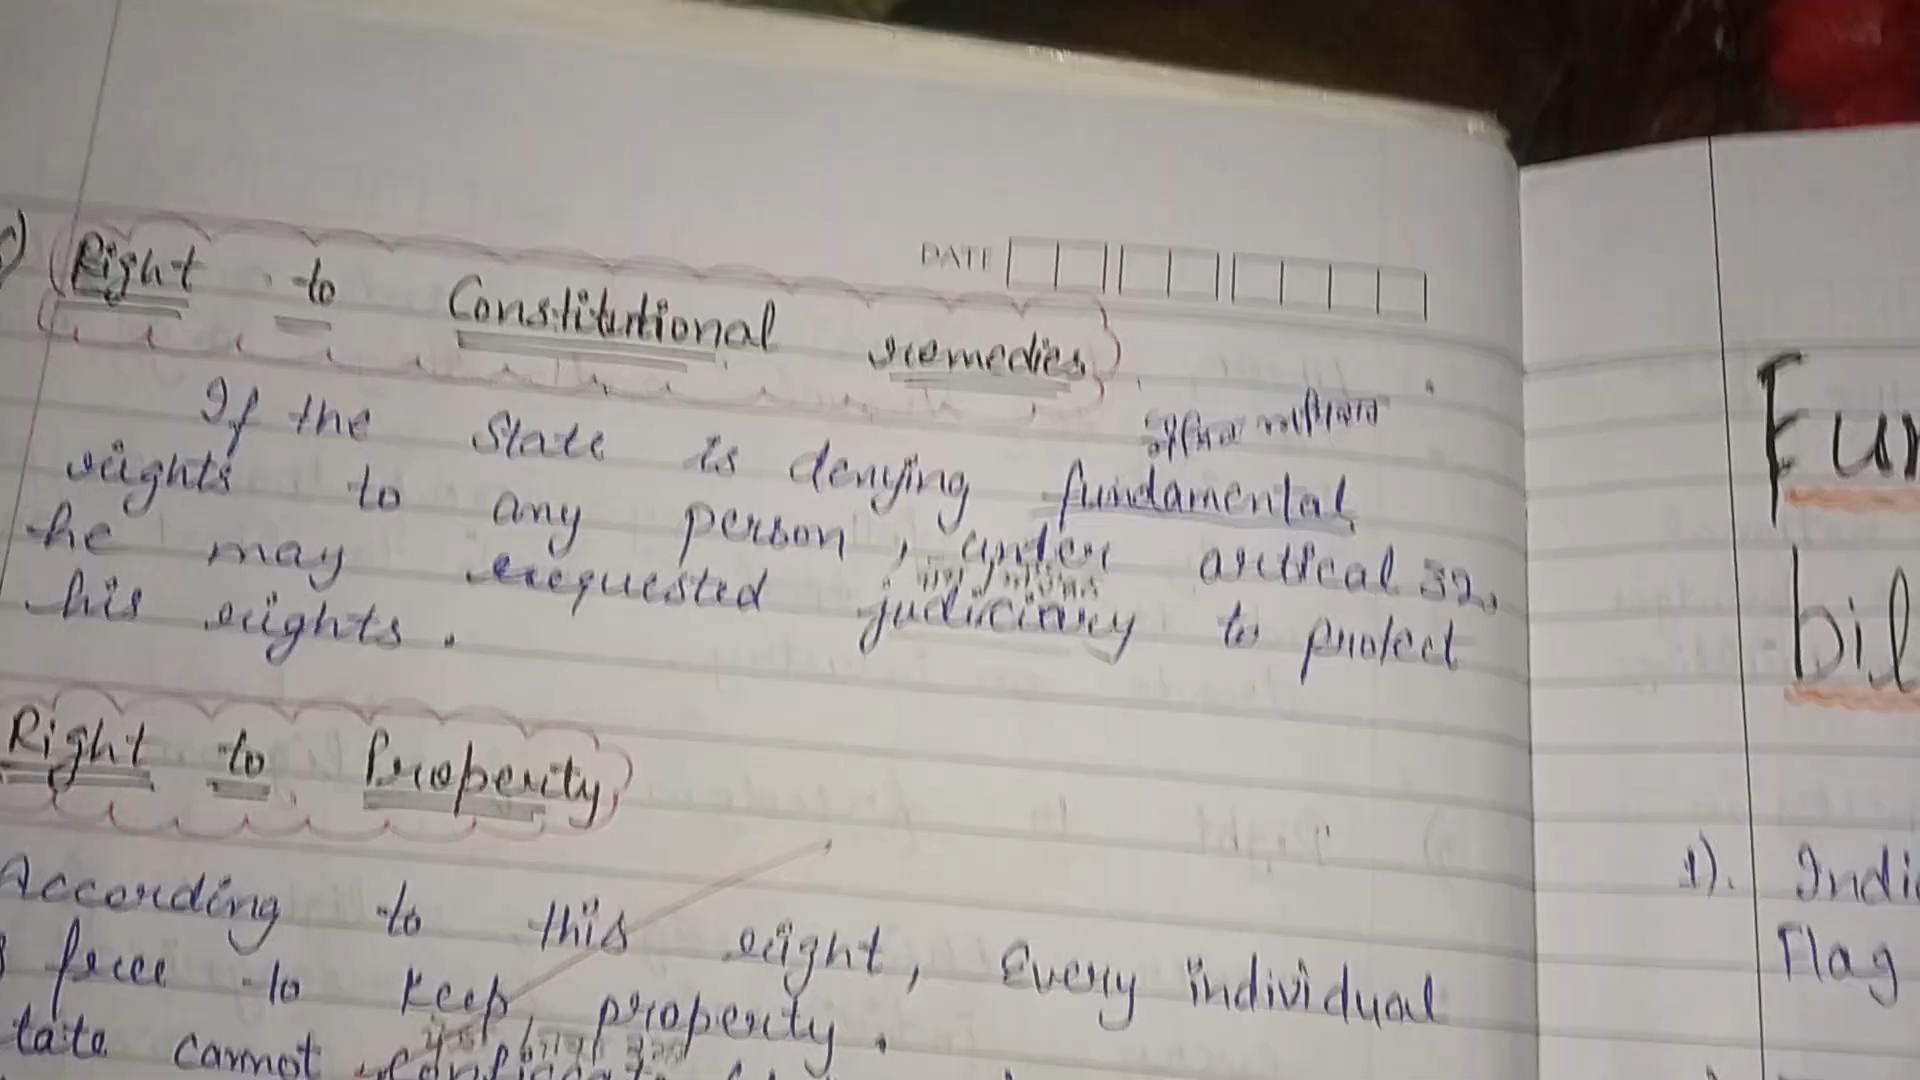 DATE
Right to Constitutional remedies
If the State is denying fundamental
rights to any person, under artical 32,
he may requested judiciary to protect
his rights.
Right to Property
According to this right, Every individual
free to keep property.
tate cannot
Fun
bil
1). Indi
Flag